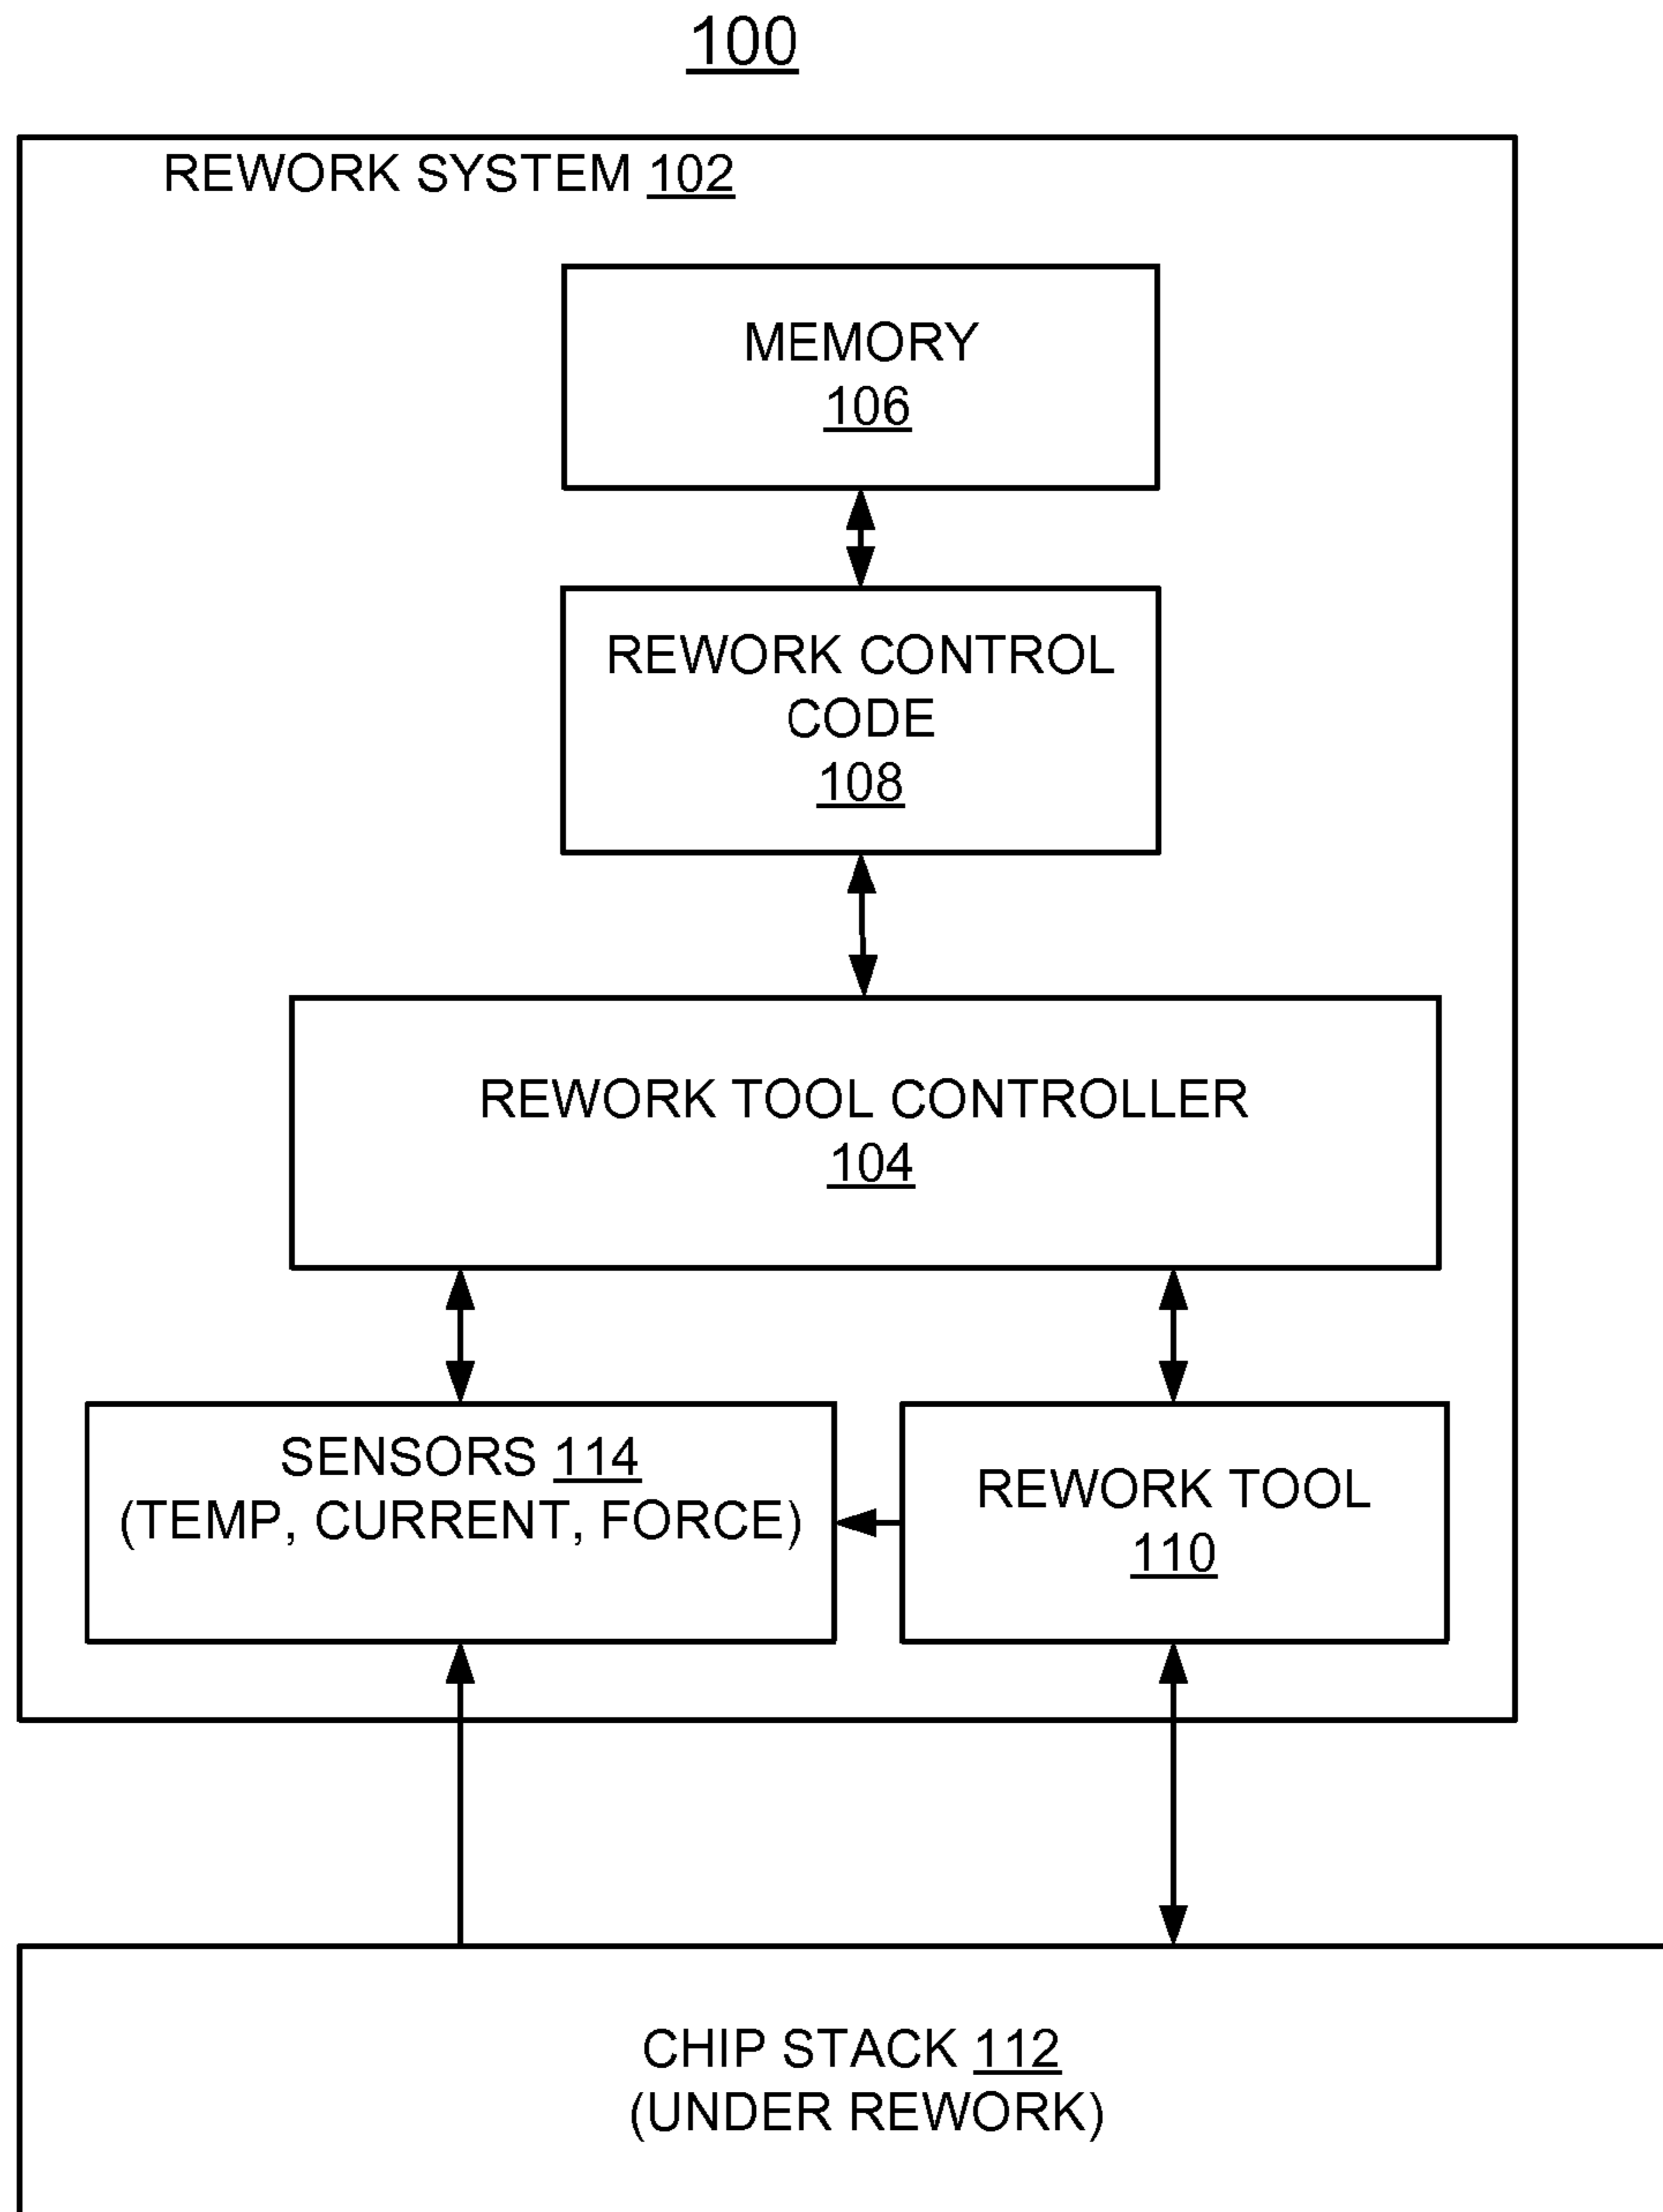 100
REWORK SYSTEM 102
MEMORY
106
REWORK CONTROL
CODE
108
REWORK TOOL CONTROLLER
104
SENSORS 114
(TEMP, CURRENT, FORCE)
REWORK TOOL
110
CHIP STACK 112
(UNDER REWORK)